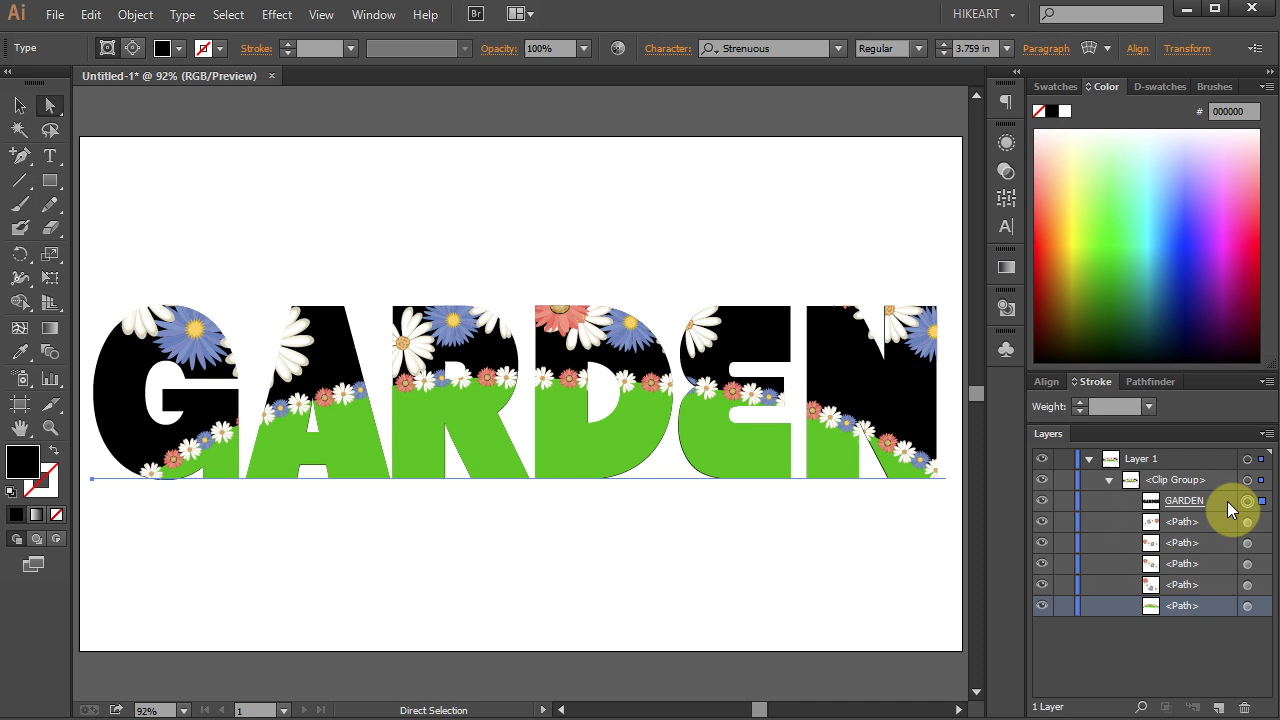 Ai File Edit Object Type Select Effect View Window Help Br HIKEART
Type Stroke: Opacity: 100% Character: Strenuous Regular 3.759 in Paragraph Align Transform
Untitled-1* @ 92% (RGB/Preview)
Swatches Color D-swatches Brushes
# 000000
GARDEN
Align Stroke Pathfinder
Weight:
Layers
Layer 1
<Clip Group>
GARDEN
<Path>
<Path>
<Path>
<Path>
<Path>
92% 1 Direct Selection
1 Layer